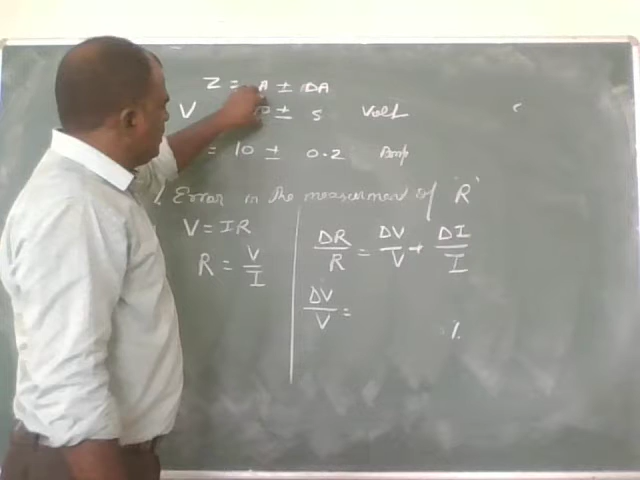 Z = A ± ΔA
V ± 5 Volt
= 10 ± 0.2 Amp
% Error in the measurement of "R"
V = IR
R = V/I
ΔR/R = ΔV/V + ΔI/I
ΔV/V =
%